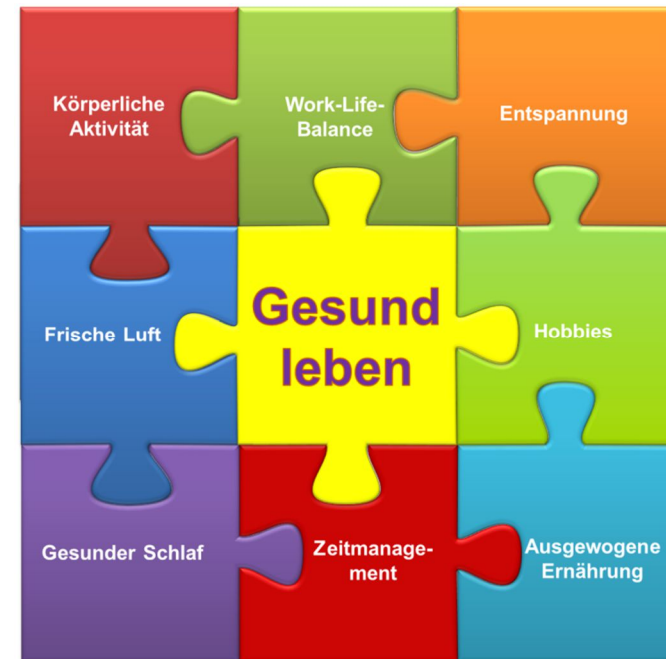 Körperliche
Aktivität
Work-Life-
Balance
Entspannung
Frische Luft
Gesund
leben
Hobbies
Gesunder Schlaf
Zeitmanage-
ment
Ausgewogene
Ernährung